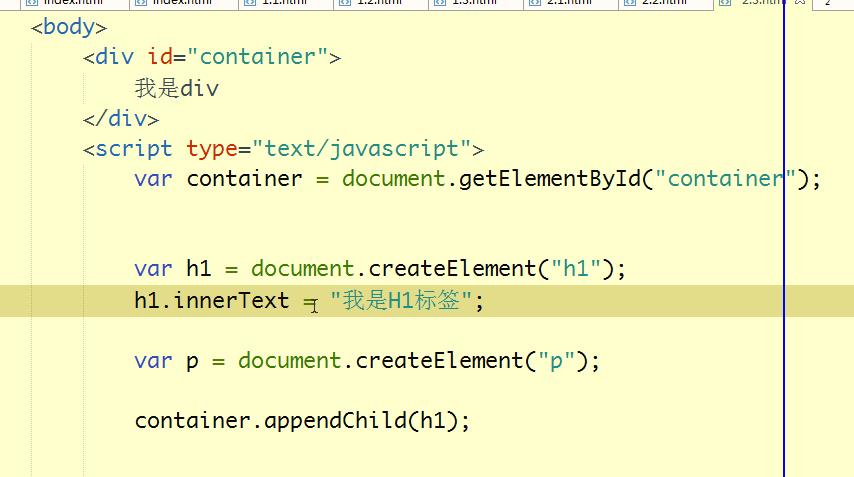 index.html index.html 1.1.html 1.2.html 1.3.html 2.1.html 2.2.html 2.3.html 2
<body>
<div id="container">
我是div
</div>
<script type="text/javascript">
var container = document.getElementById("container");
var h1 = document.createElement("h1");
h1.innerText = "我是H1标签";
var p = document.createElement("p");
container.appendChild(h1);